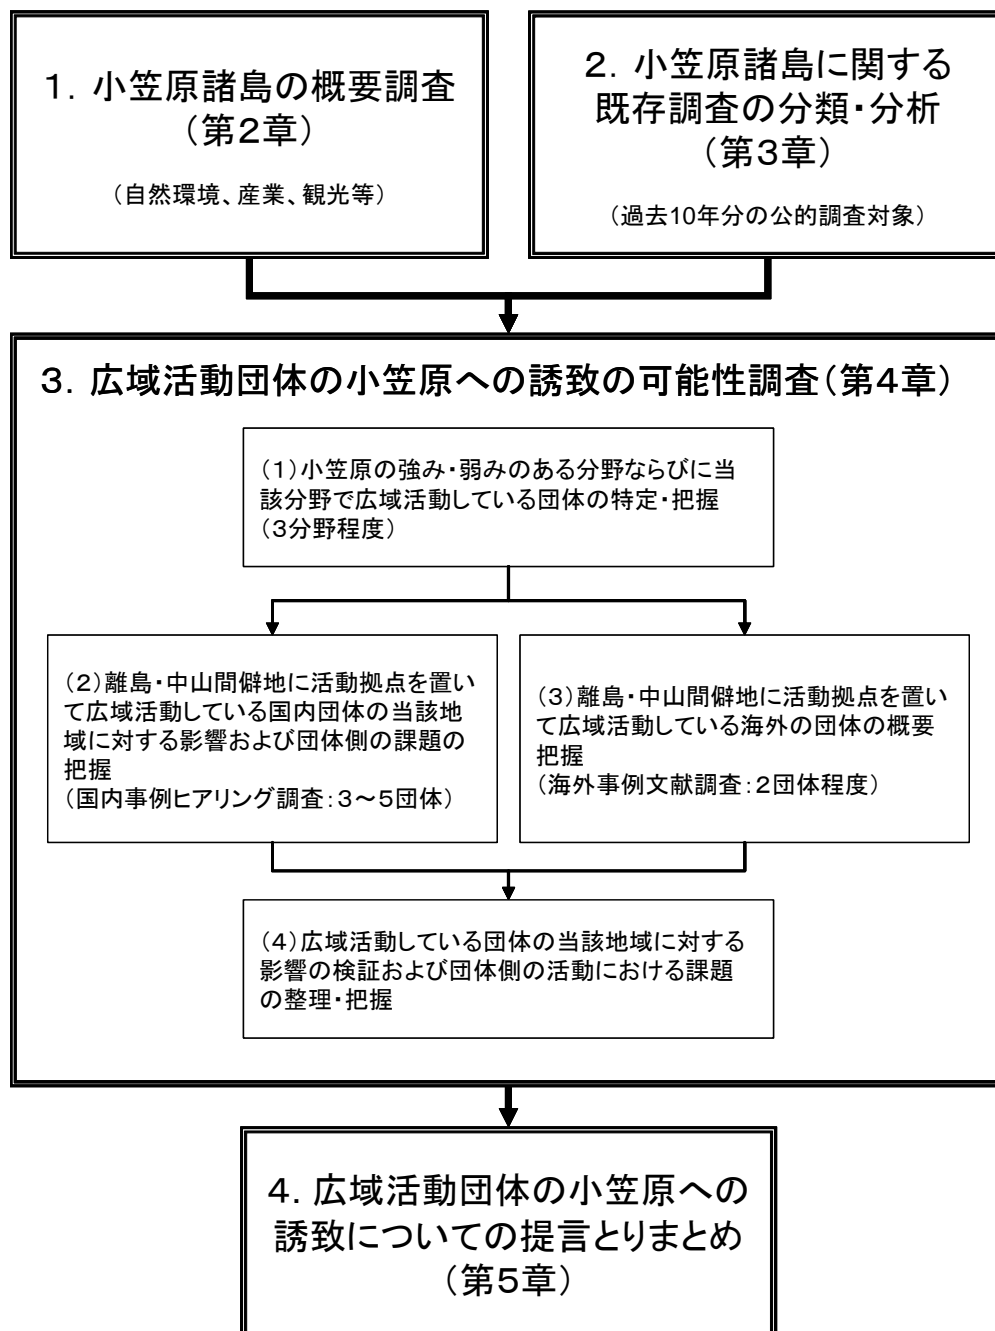 １．小笠原諸島の概要調査
（第２章）
（自然環境、産業、観光等）
２．小笠原諸島に関する
既存調査の分類・分析
（第３章）
（過去10年分の公的調査対象）
３．広域活動団体の小笠原への誘致の可能性調査（第４章）
（１）小笠原の強み・弱みのある分野ならびに当
該分野で広域活動している団体の特定・把握
（３分野程度）
（２）離島・中山間僻地に活動拠点を置い
て広域活動している国内団体の当該地
域に対する影響および団体側の課題の
把握
（国内事例ヒアリング調査：３～５団体）
（３）離島・中山間僻地に活動拠点を置い
て広域活動している海外の団体の概要
把握
（海外事例文献調査：２団体程度）
（４）広域活動している団体の当該地域に対する
影響の検証および団体側の活動における課題
の整理・把握
４．広域活動団体の小笠原への
誘致についての提言とりまとめ
（第５章）